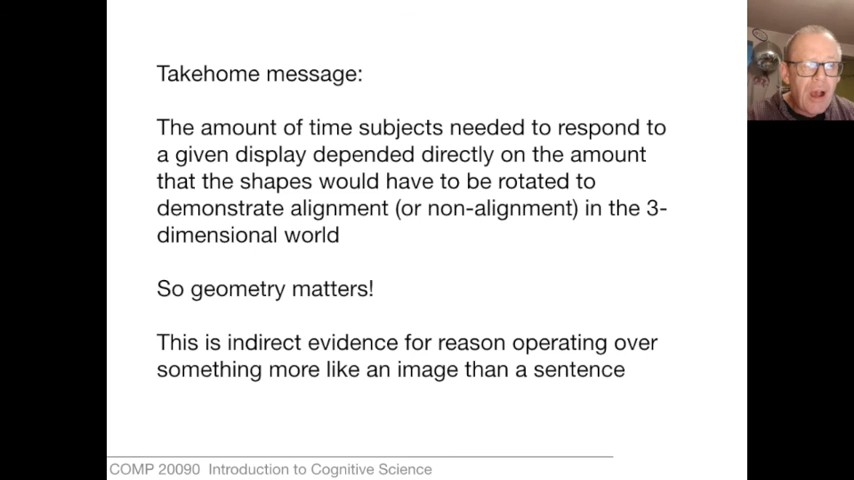 Takehome message:
The amount of time subjects needed to respond to
a given display depended directly on the amount
that the shapes would have to be rotated to
demonstrate alignment (or non-alignment) in the 3-
dimensional world
So geometry matters!
This is indirect evidence for reason operating over
something more like an image than a sentence
COMP 20090 Introduction to Cognitive Science